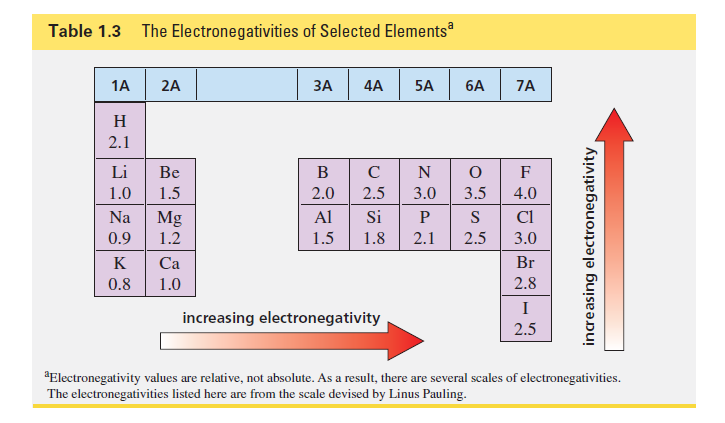 Table 1.3 The Electronegativities of Selected Elementsᵃ
1A 2A 3A 4A 5A 6A 7A
H
2.1
Li Be B C N O F
1.0 1.5 2.0 2.5 3.0 3.5 4.0
Na Mg Al Si P S Cl
0.9 1.2 1.5 1.8 2.1 2.5 3.0
K Ca Br
0.8 1.0 2.8
I
2.5
increasing electronegativity
increasing electronegativity
ᵃElectronegativity values are relative, not absolute. As a result, there are several scales of electronegativities.
The electronegativities listed here are from the scale devised by Linus Pauling.